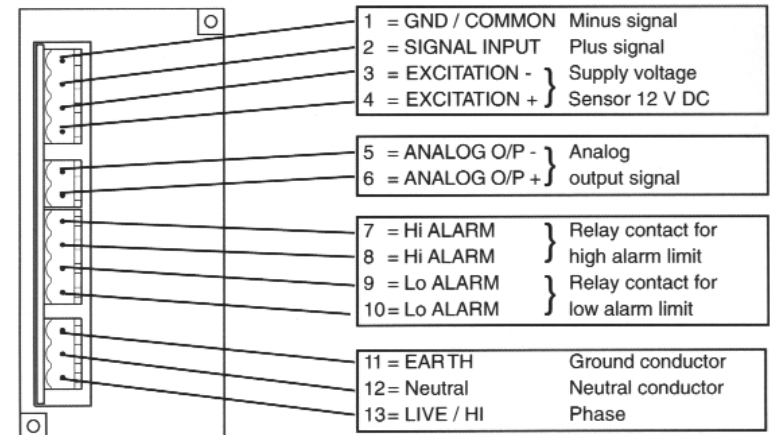 1 = GND / COMMON Minus signal
2 = SIGNAL INPUT Plus signal
3 = EXCITATION - } Supply voltage
4 = EXCITATION + } Sensor 12 V DC
5 = ANALOG O/P - } Analog
6 = ANALOG O/P + } output signal
7 = Hi ALARM } Relay contact for
8 = Hi ALARM } high alarm limit
9 = Lo ALARM } Relay contact for
10= Lo ALARM } low alarm limit
11 = EARTH Ground conductor
12= Neutral Neutral conductor
13= LIVE / HI Phase